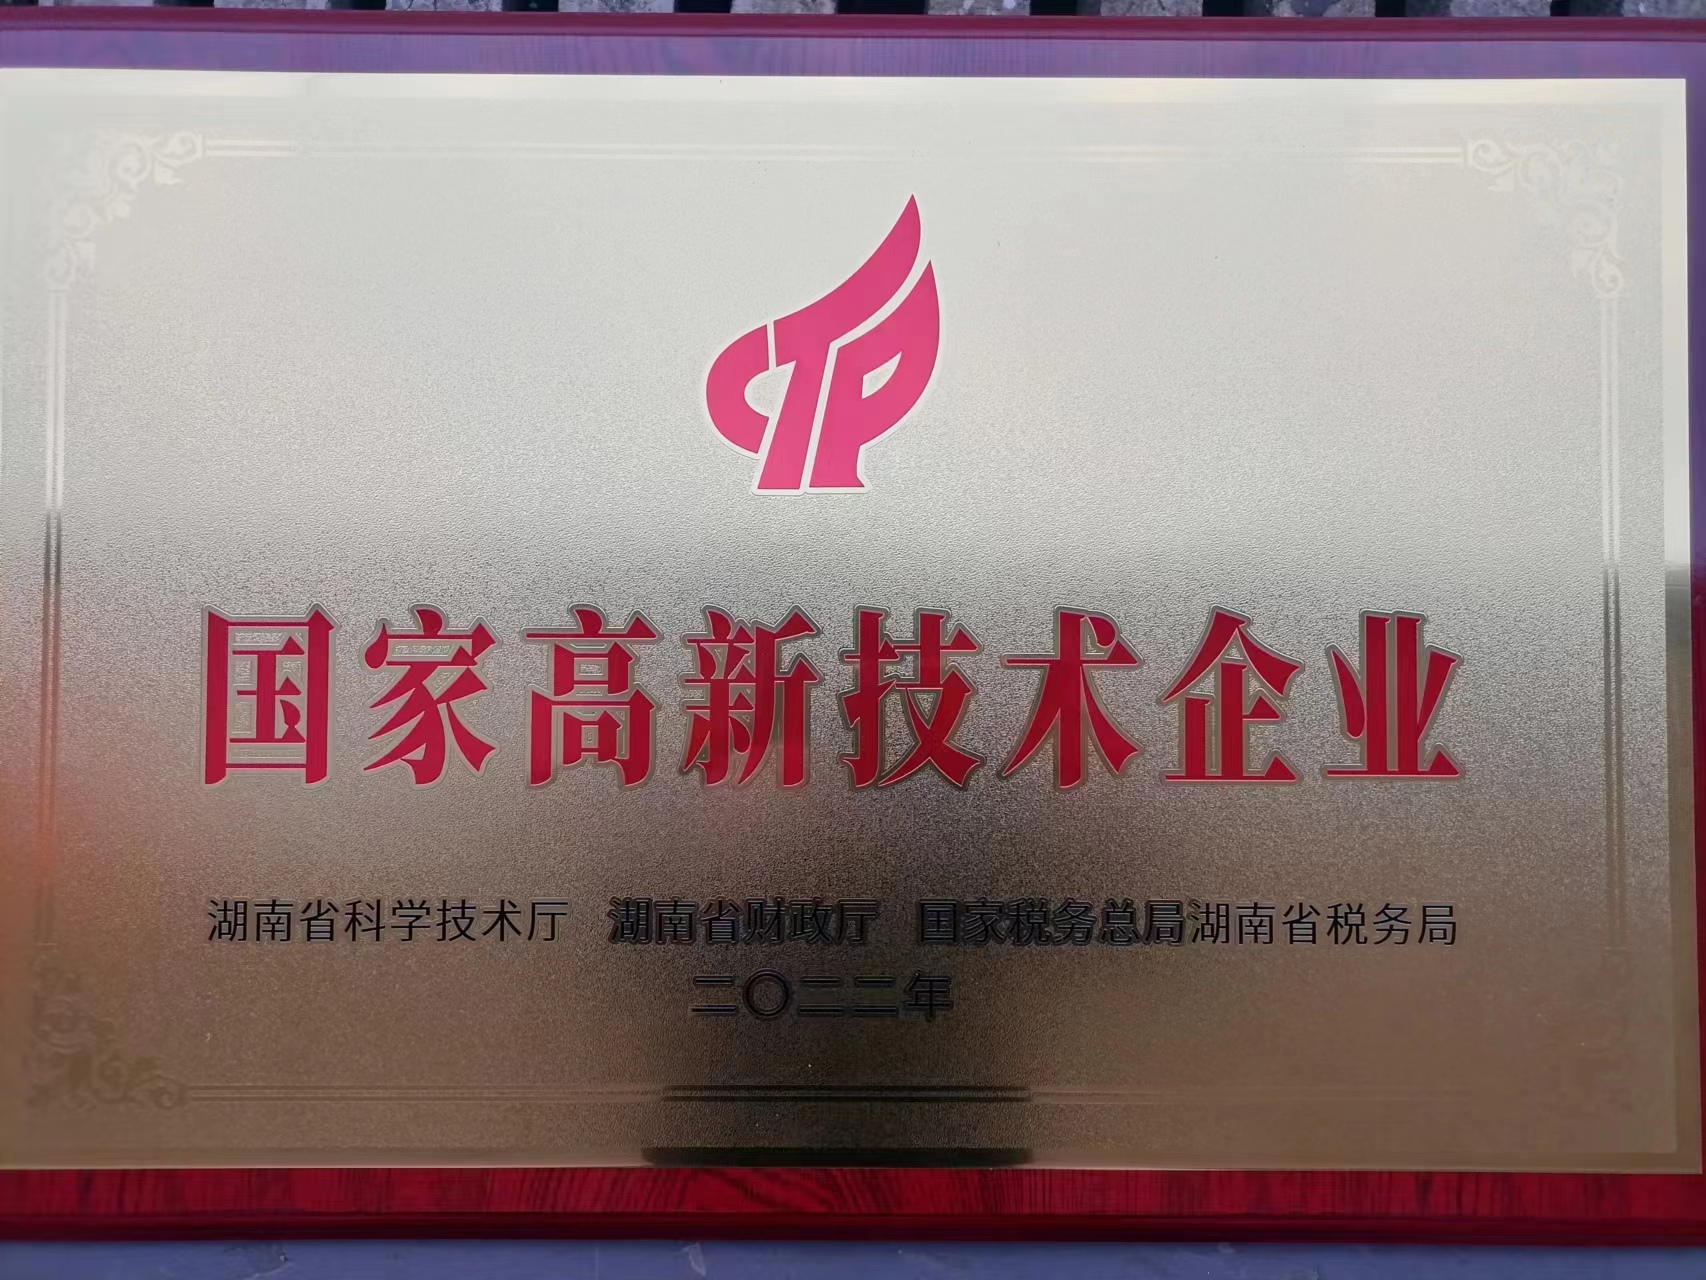 CTP
国家高新技术企业
湖南省科学技术厅 湖南省财政厅 国家税务总局湖南省税务局
二〇二二年